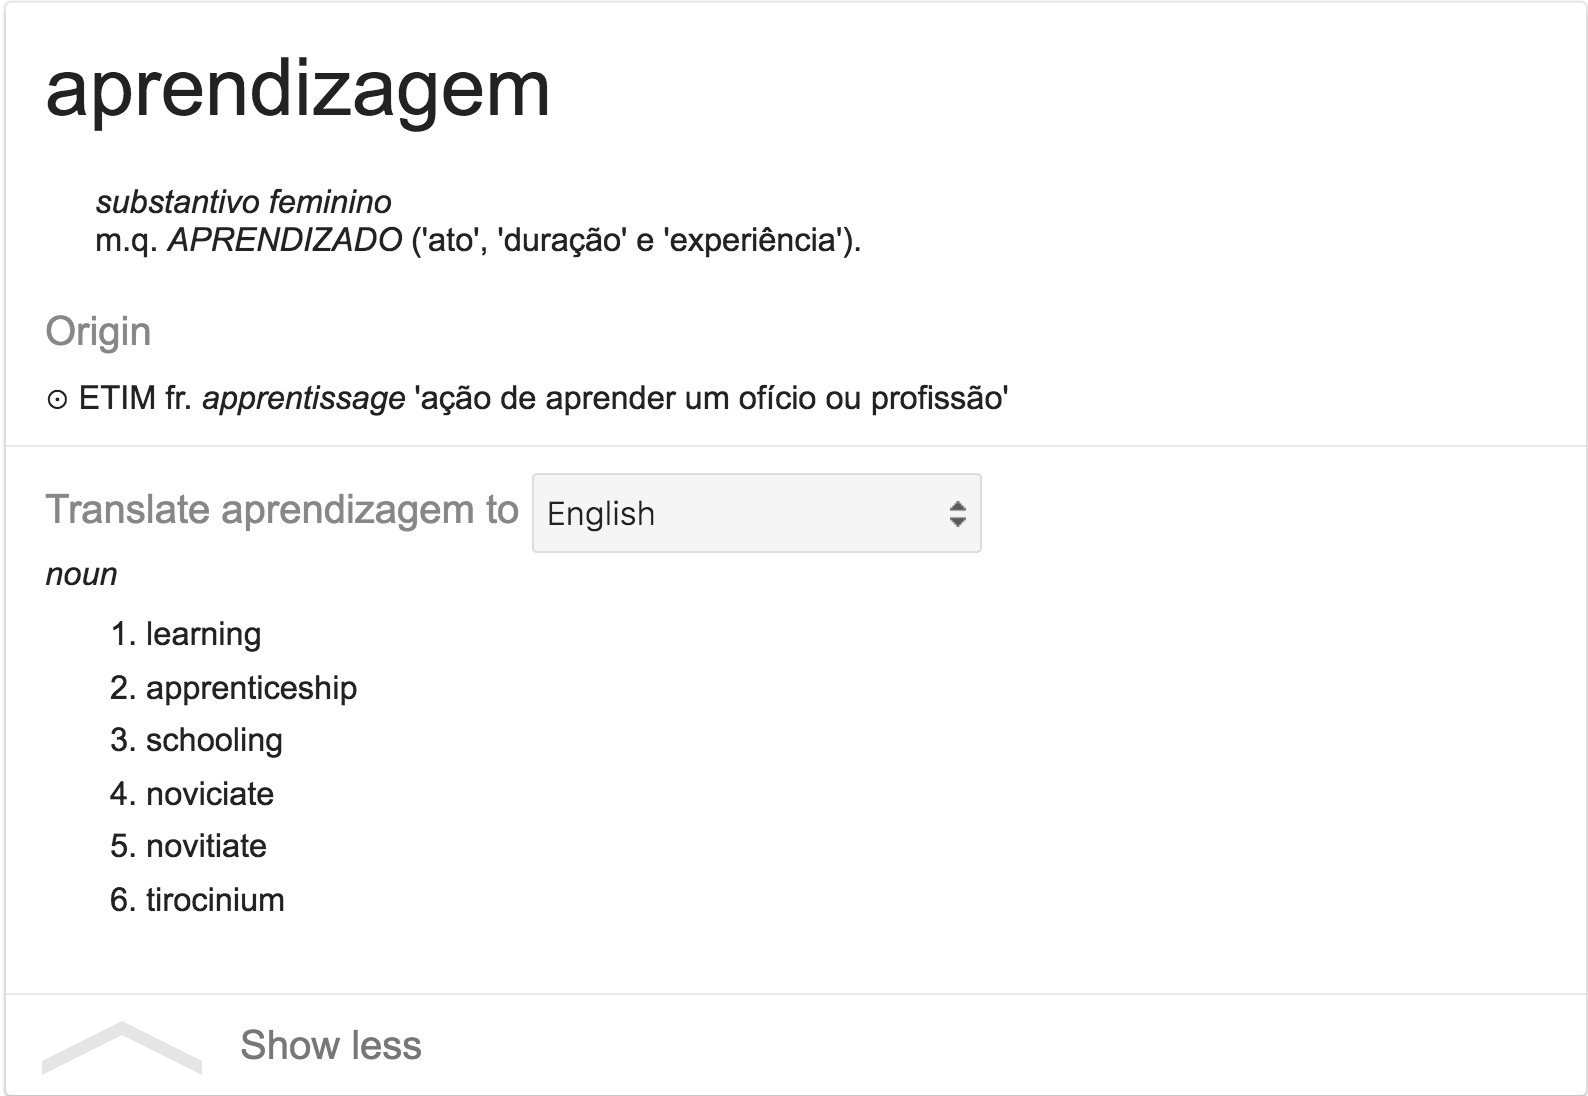 aprendizagem
substantivo feminino
m.q. APRENDIZADO ('ato', 'duração' e 'experiência').
Origin
⊙ ETIM fr. apprentissage 'ação de aprender um ofício ou profissão'
Translate aprendizagem to English
noun
1. learning
2. apprenticeship
3. schooling
4. noviciate
5. novitiate
6. tirocinium
Show less